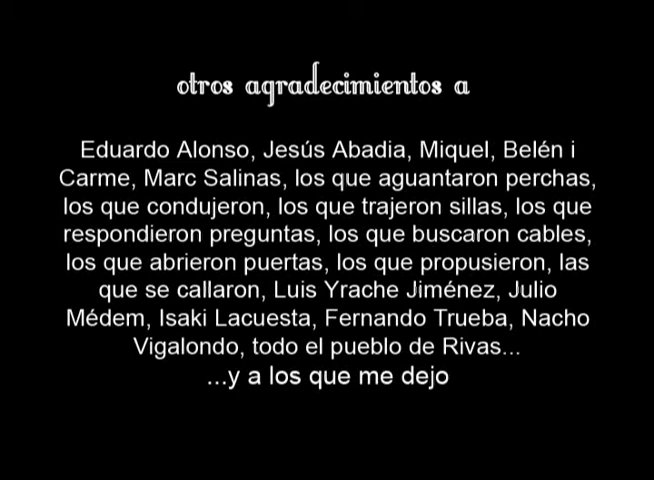 otros agradecimientos a
Eduardo Alonso, Jesús Abadia, Miquel, Belén i
Carme, Marc Salinas, los que aguantaron perchas,
los que condujeron, los que trajeron sillas, los que
respondieron preguntas, los que buscaron cables,
los que abrieron puertas, los que propusieron, las
que se callaron, Luis Yrache Jiménez, Julio
Médem, Isaki Lacuesta, Fernando Trueba, Nacho
Vigalondo, todo el pueblo de Rivas...
...y a los que me dejo